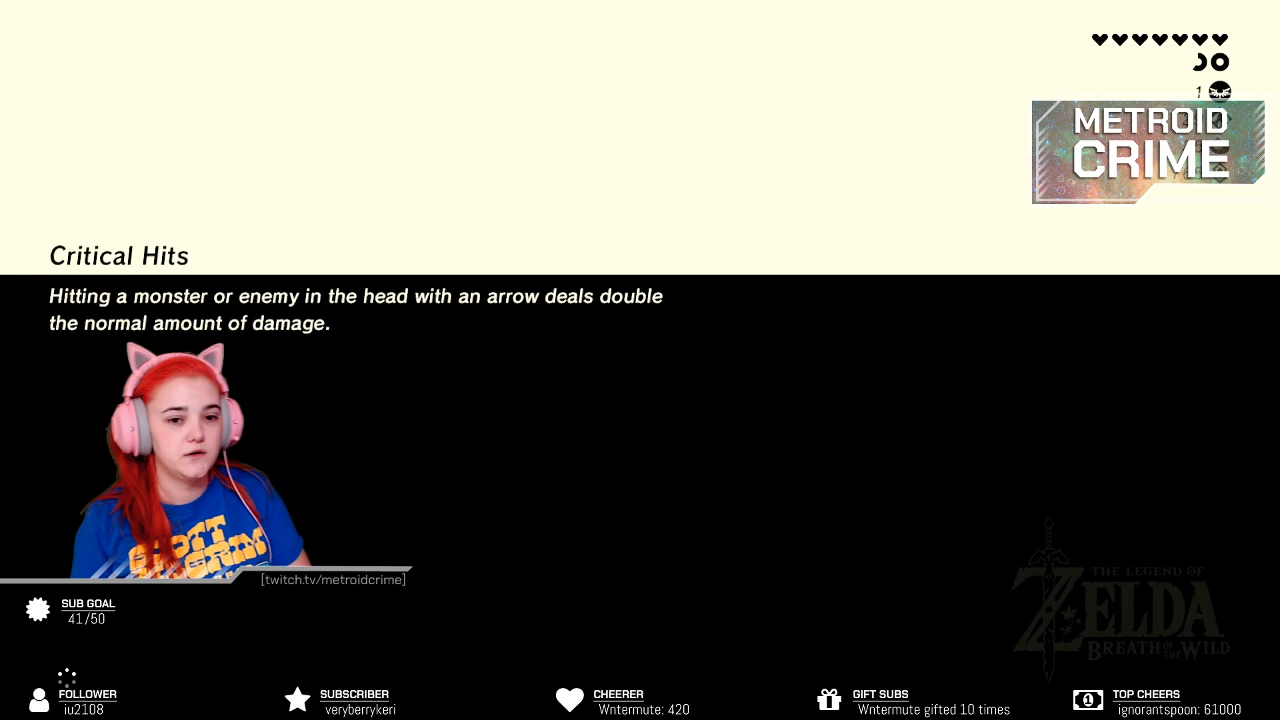 1
METROID
CRIME
Critical Hits
Hitting a monster or enemy in the head with an arrow deals double
the normal amount of damage.
[twitch.tv/metroidcrime]
SUB GOAL
41/50
THE LEGEND OF
ZELDA
BREATH OF THE WILD
FOLLOWER
iu2108
SUBSCRIBER
veryberrykeri
CHEERER
Wntermute: 420
GIFT SUBS
Wntermute gifted 10 times
TOP CHEERS
ignorantspoon: 61000